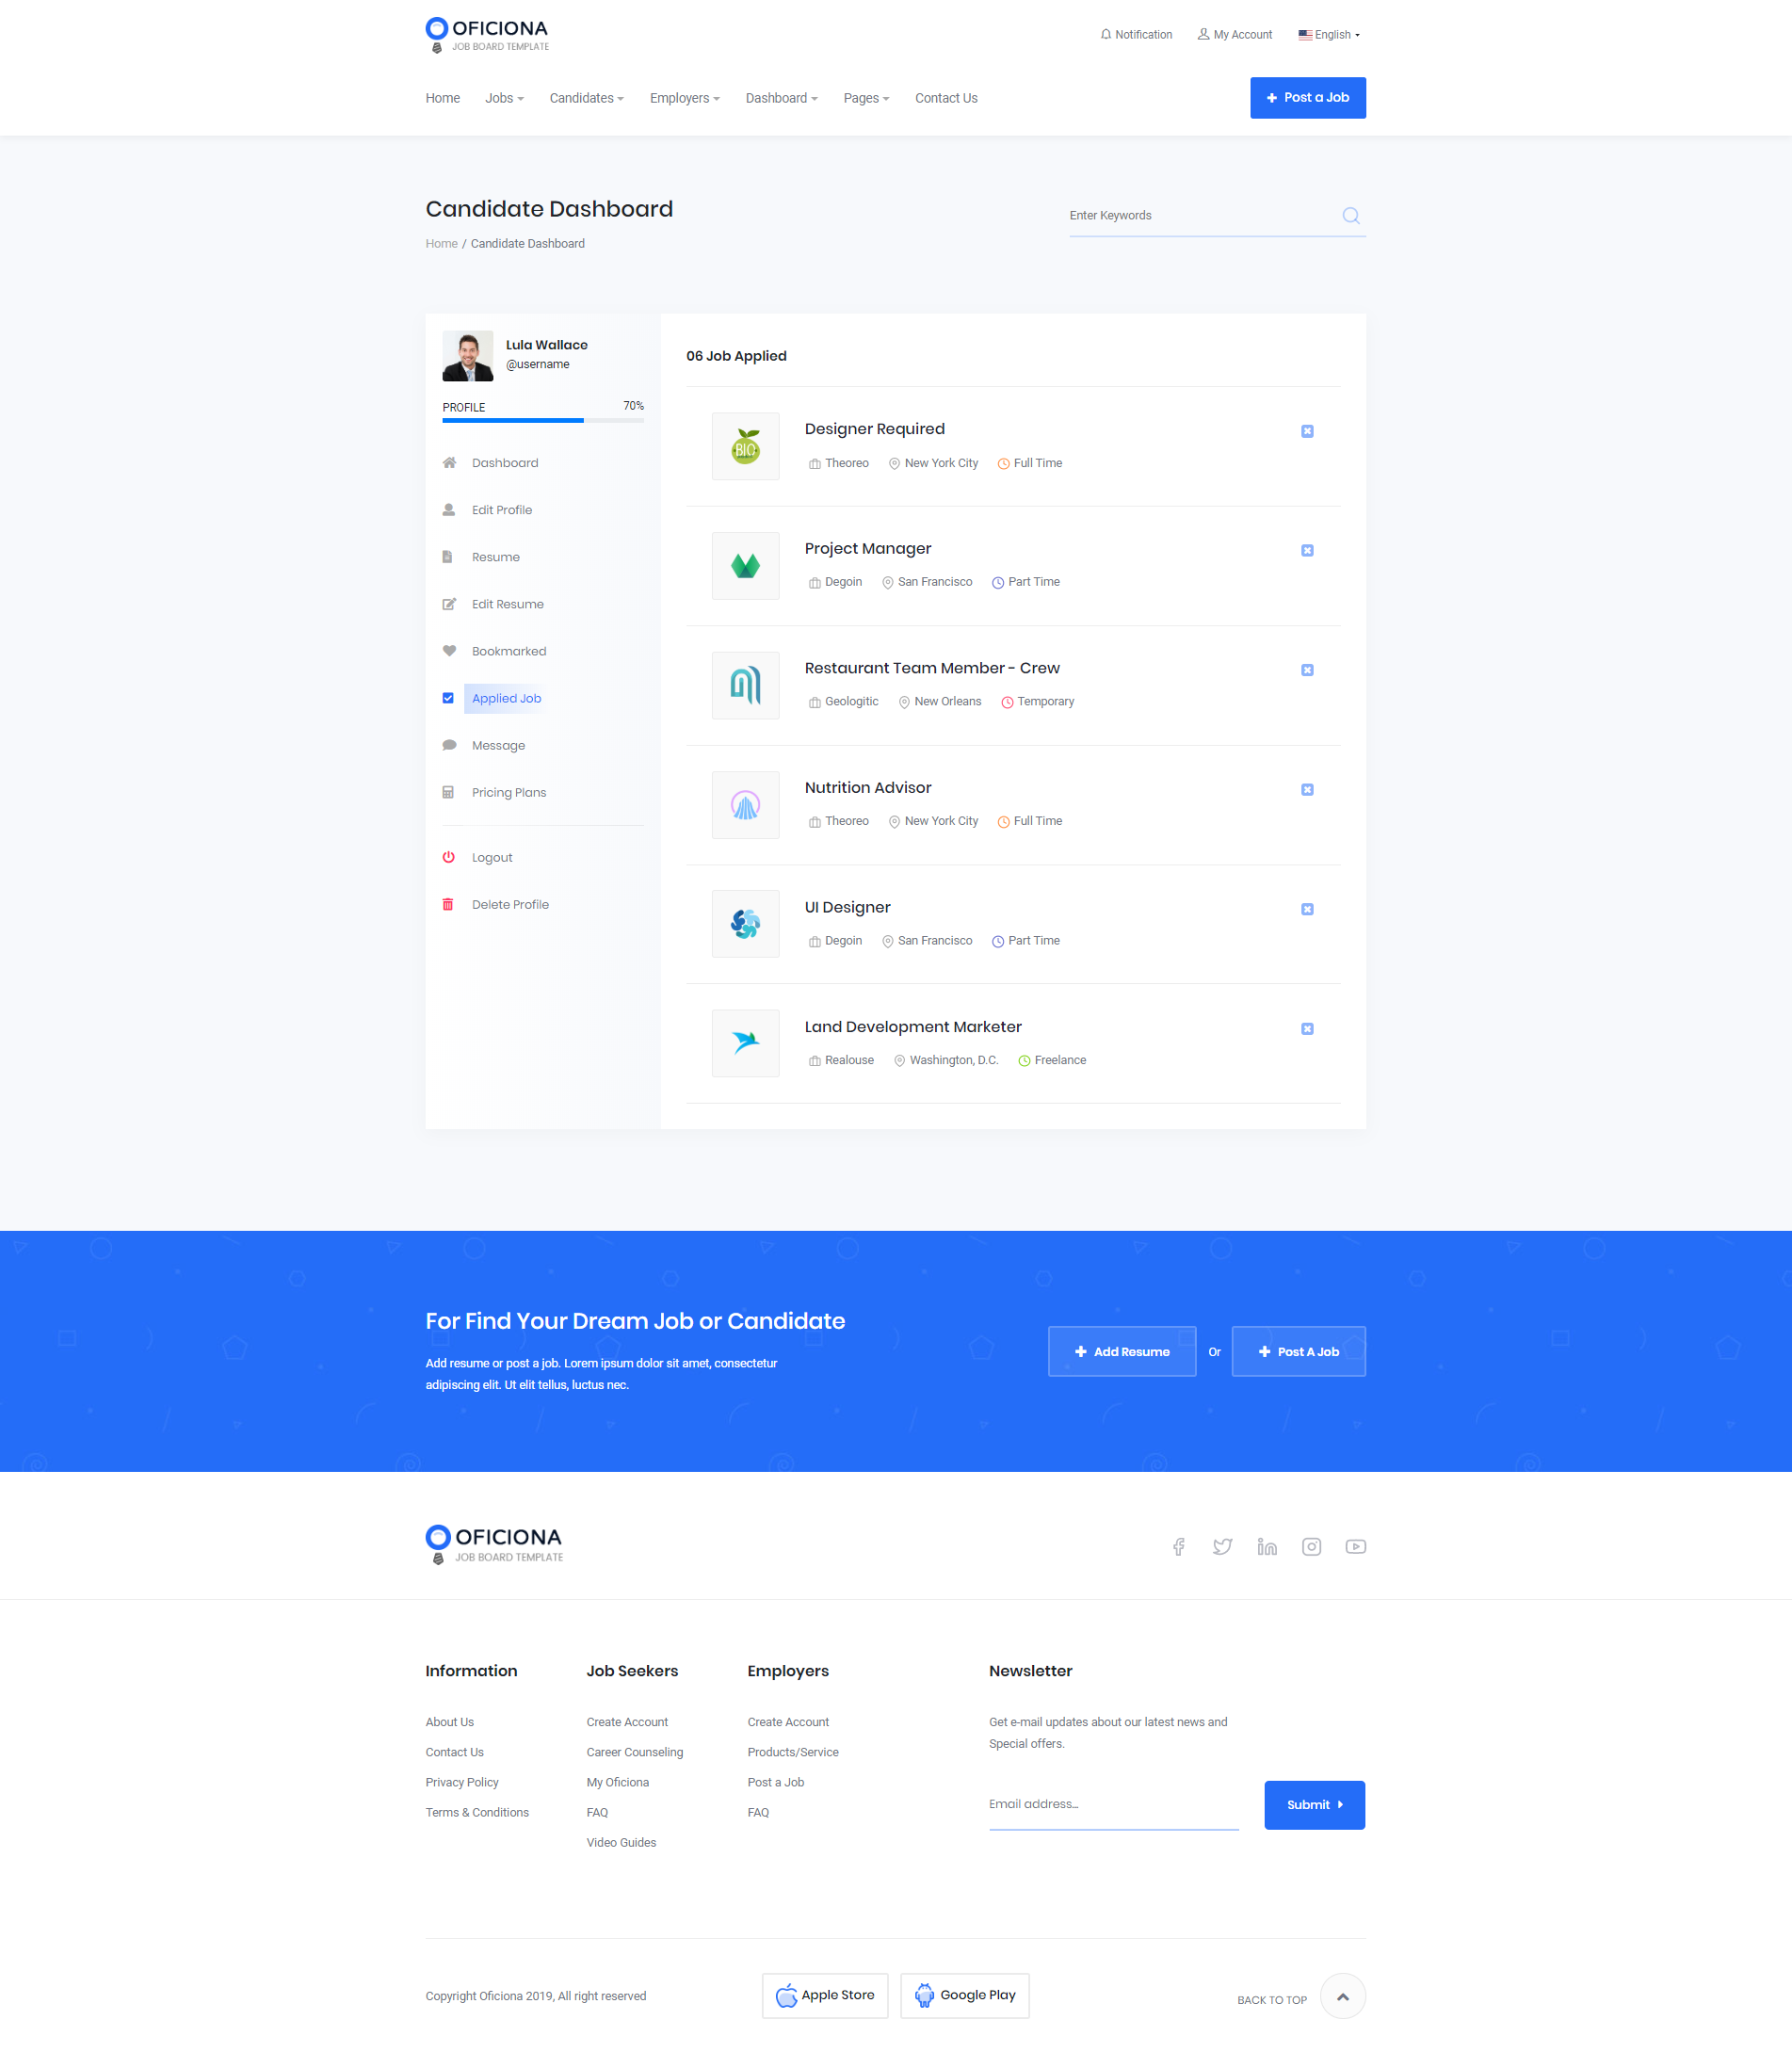 OFICIONA
JOB BOARD TEMPLATE
Notification My Account English
Home Jobs Candidates Employers Dashboard Pages Contact Us
Post a Job
Candidate Dashboard
Home / Candidate Dashboard
Enter Keywords
Lula Wallace
@username
PROFILE 70%
Dashboard
Edit Profile
Resume
Edit Resume
Bookmarked
Applied Job
Message
Pricing Plans
Logout
Delete Profile
06 Job Applied
BIO
Designer Required
Theoreo New York City Full Time
Project Manager
Degoin San Francisco Part Time
Restaurant Team Member - Crew
Geologitic New Orleans Temporary
Nutrition Advisor
Theoreo New York City Full Time
UI Designer
Degoin San Francisco Part Time
Land Development Marketer
Realouse Washington, D.C. Freelance
For Find Your Dream Job or Candidate
Add resume or post a job. Lorem ipsum dolor sit amet, consectetur
adipiscing elit. Ut elit tellus, luctus nec.
Add Resume Or Post A Job
OFICIONA
JOB BOARD TEMPLATE
Information
About Us
Contact Us
Privacy Policy
Terms & Conditions
Job Seekers
Create Account
Career Counseling
My Oficiona
FAQ
Video Guides
Employers
Create Account
Products/Service
Post a Job
FAQ
Newsletter
Get e-mail updates about our latest news and
Special offers.
Email address...
Submit
Copyright Oficiona 2019, All right reserved
Apple Store
Google Play
BACK TO TOP